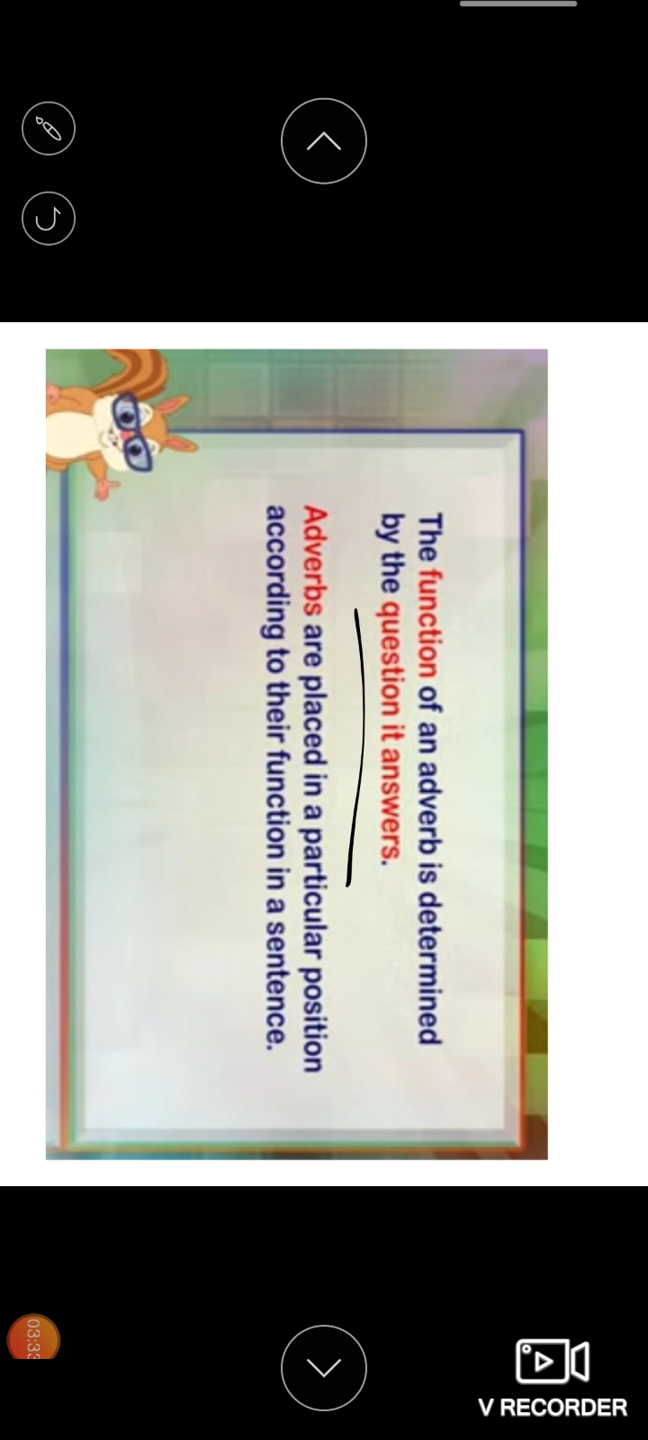 The function of an adverb is determined
by the question it answers.
Adverbs are placed in a particular position
according to their function in a sentence.
V RECORDER